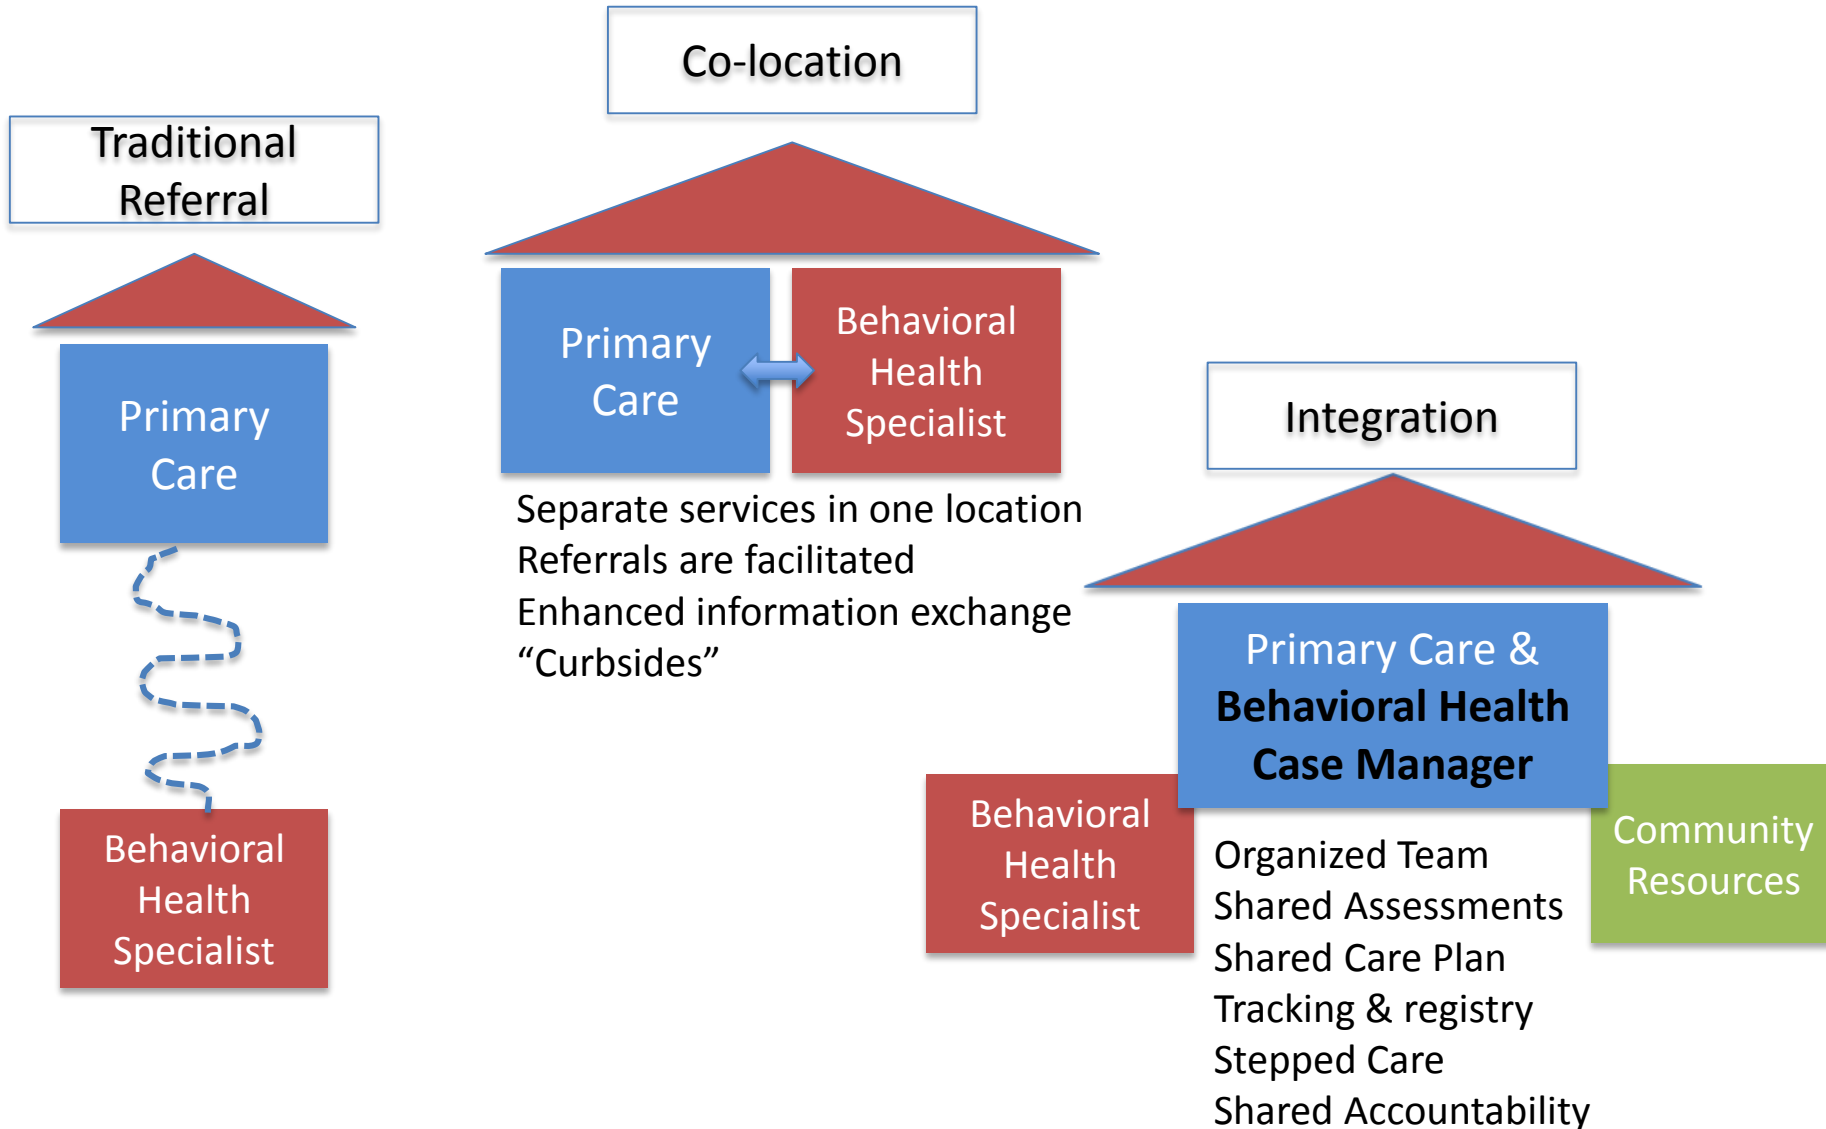 Traditional
Referral
Primary
Care
Behavioral
Health
Specialist
Co-location
Primary
Care
Behavioral
Health
Specialist
Separate services in one location
Referrals are facilitated
Enhanced information exchange
“Curbsides”
Integration
Primary Care &
Behavioral Health
Case Manager
Behavioral
Health
Specialist
Organized Team
Shared Assessments
Shared Care Plan
Tracking & registry
Stepped Care
Shared Accountability
Community
Resources